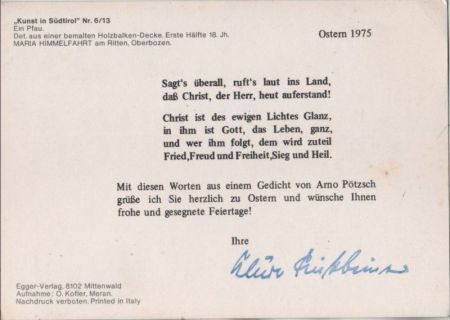 „Kunst in Südtirol" Nr. 6/13
Ein Pfau.
Det. aus einer bemalten Holzbalken-Decke. Erste Hälfte 18. Jh.
MARIA HIMMELFAHRT am Ritten, Oberbozen.
Ostern 1975
Sagt's überall, ruft's laut ins Land,
daß Christ, der Herr, heut auferstand!
Christ ist des ewigen Lichtes Glanz,
in ihm ist Gott, das Leben, ganz,
und wer ihm folgt, dem wird zuteil
Fried,Freud und Freiheit,Sieg und Heil.
Mit diesen Worten aus einem Gedicht von Arno Pötzsch
grüße ich Sie herzlich zu Ostern und wünsche Ihnen
frohe und gesegnete Feiertage!
Ihre
Egger-Verlag, 8102 Mittenwald
Aufnahme: O. Kofler, Meran.
Nachdruck verboten. Printed in Italy